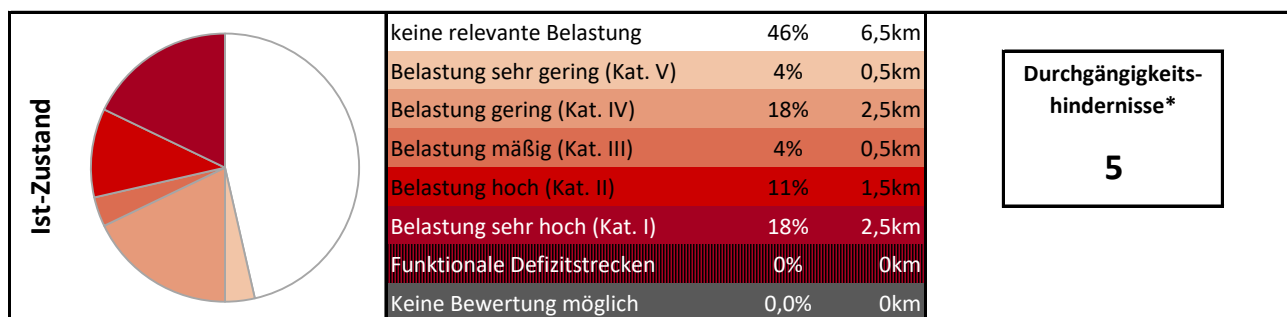 Ist-Zustand
keine relevante Belastung 46% 6,5km
Belastung sehr gering (Kat. V) 4% 0,5km
Belastung gering (Kat. IV) 18% 2,5km
Belastung mäßig (Kat. III) 4% 0,5km
Belastung hoch (Kat. II) 11% 1,5km
Belastung sehr hoch (Kat. I) 18% 2,5km
Funktionale Defizitstrecken 0% 0km
Keine Bewertung möglich 0,0% 0km
Durchgängigkeits-
hindernisse*
5